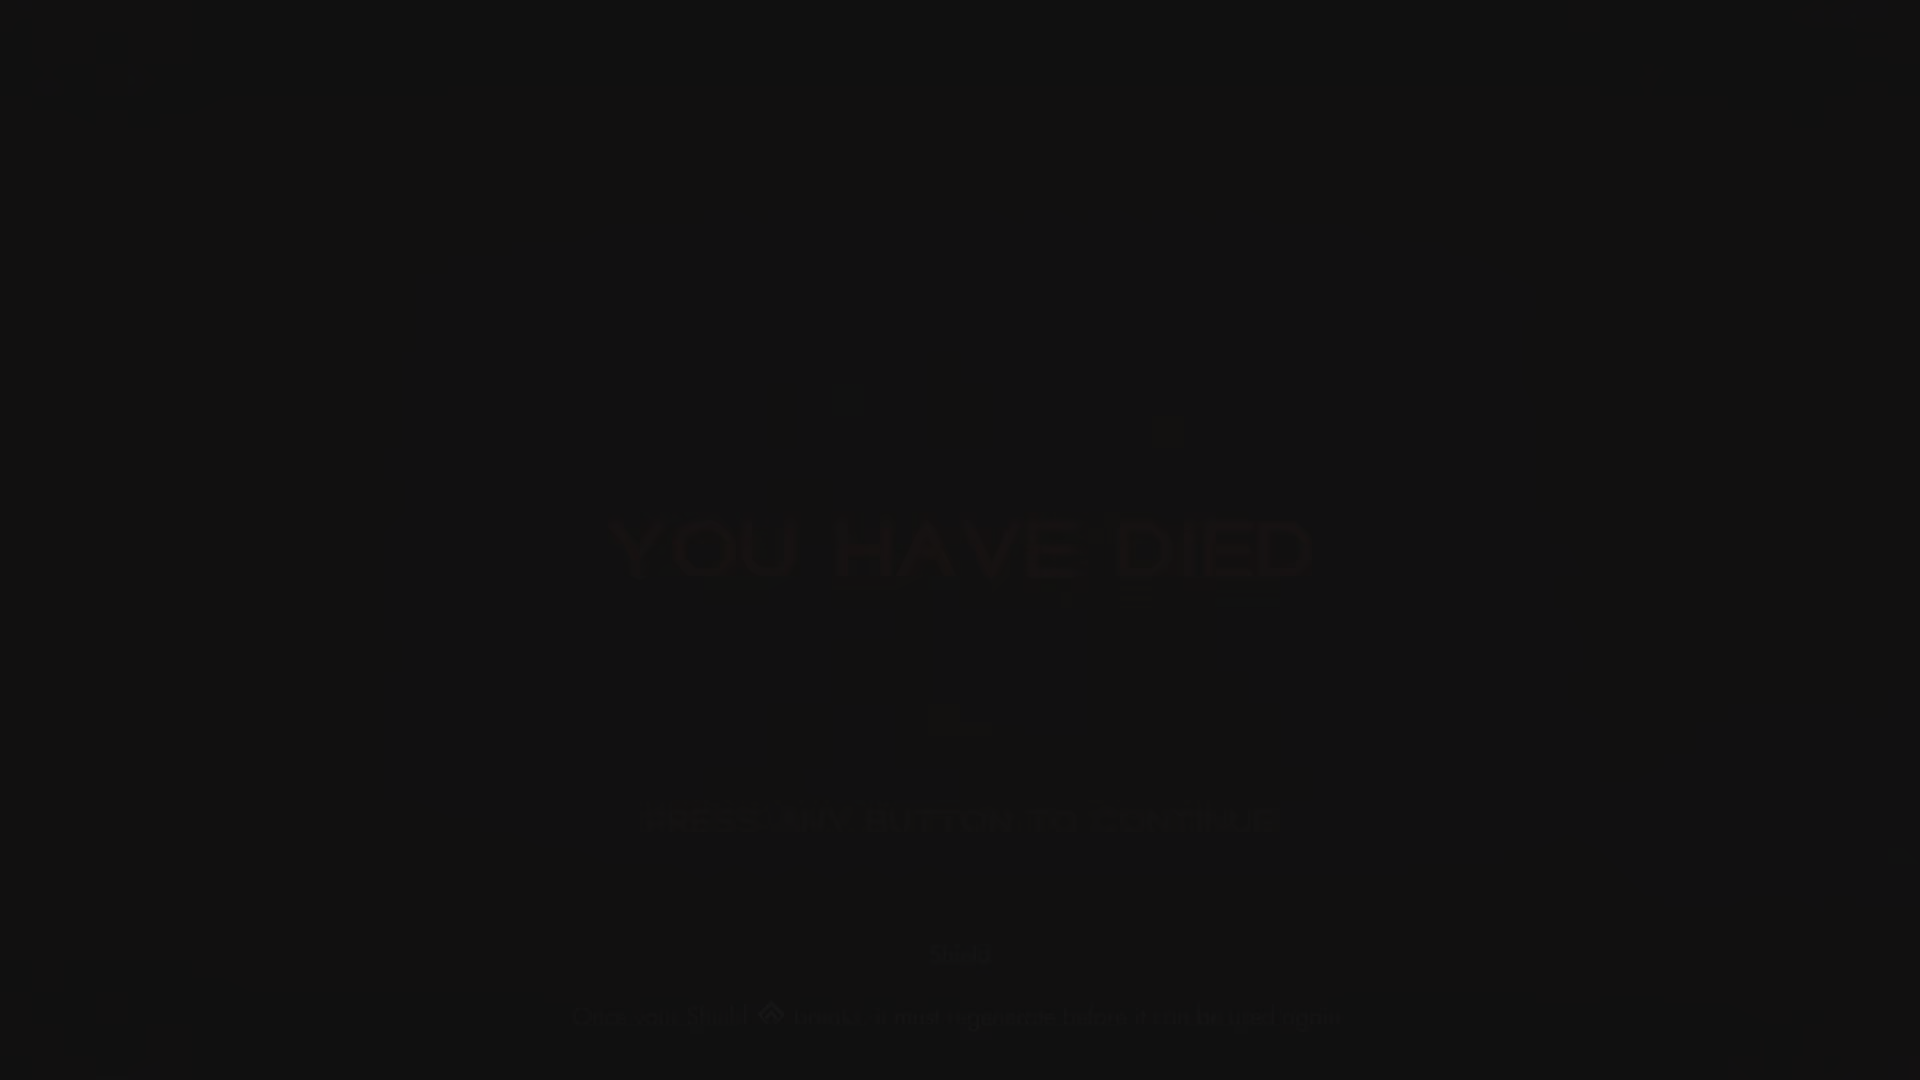 YOU HAVE DIED
PRESS ANY BUTTON TO CONTINUE
Shield
Once your Shield breaks, it must regenerate before it can be used again.